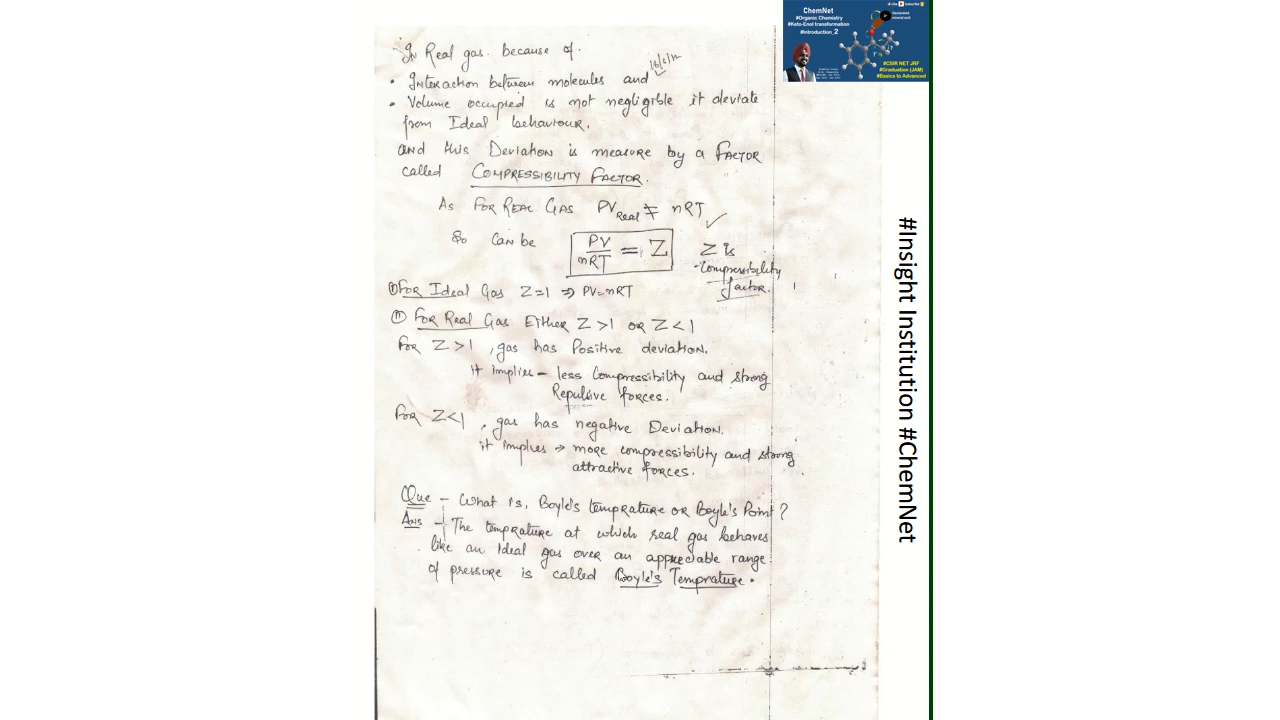 In Real gas. because of.
• Interaction between molecules and
• Volume occupied is not negligible it deviate
from Ideal behaviour.
and this Deviation is measure by a FACTOR
called COMPRESSIBILITY FACTOR.
As FOR REAL GAS PV Real ≠ nRT
So Can be PV/nRT = Z Z is
Compressibility
factor.
(I) FOR Ideal Gas Z=1 ⇒ PV=nRT
(II) FOR Real Gas EITHER Z >1 OR Z <1
FOR Z >1 , gas has Positive deviation.
it implies – less Compressibility and strong
Repulsive forces.
FOR Z<1 , gas has negative Deviation.
it implies → more compressibility and strong
attractive forces.
Que – What is, Boyle's temprature OR Boyle's Point?
Ans – The temprature at which real gas behaves
like an Ideal gas over an appreciable range
of pressure is called Boyle's Temprature.
ChemNet
#Organic Chemistry
#Keto-Enol transformation
#Introduction_2
Like Subscribe
#CSIR NET JRF
#Graduation (JAM)
#Basics to Advanced
#Insight Institution #ChemNet